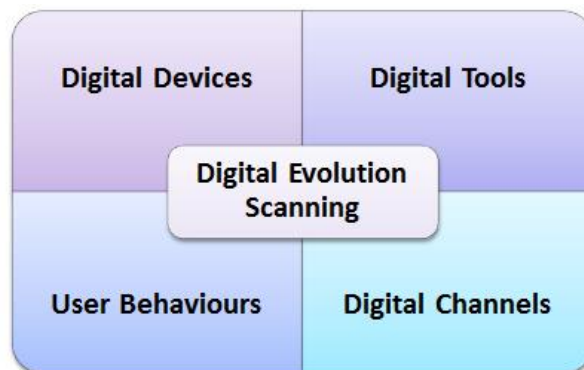 Digital Devices
Digital Tools
Digital Evolution
Scanning
User Behaviours
Digital Channels